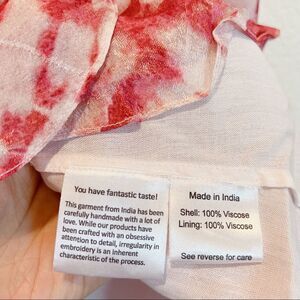 You have fantastic taste!
This garment from India has been
carefully handmade with a lot of
love. While our products have
been crafted with an obsessive
attention to detail, irregularity in
embroidery is an inherent
characteristic of the process.
Made in India
Shell: 100% Viscose
Lining: 100% Viscose
See reverse for care